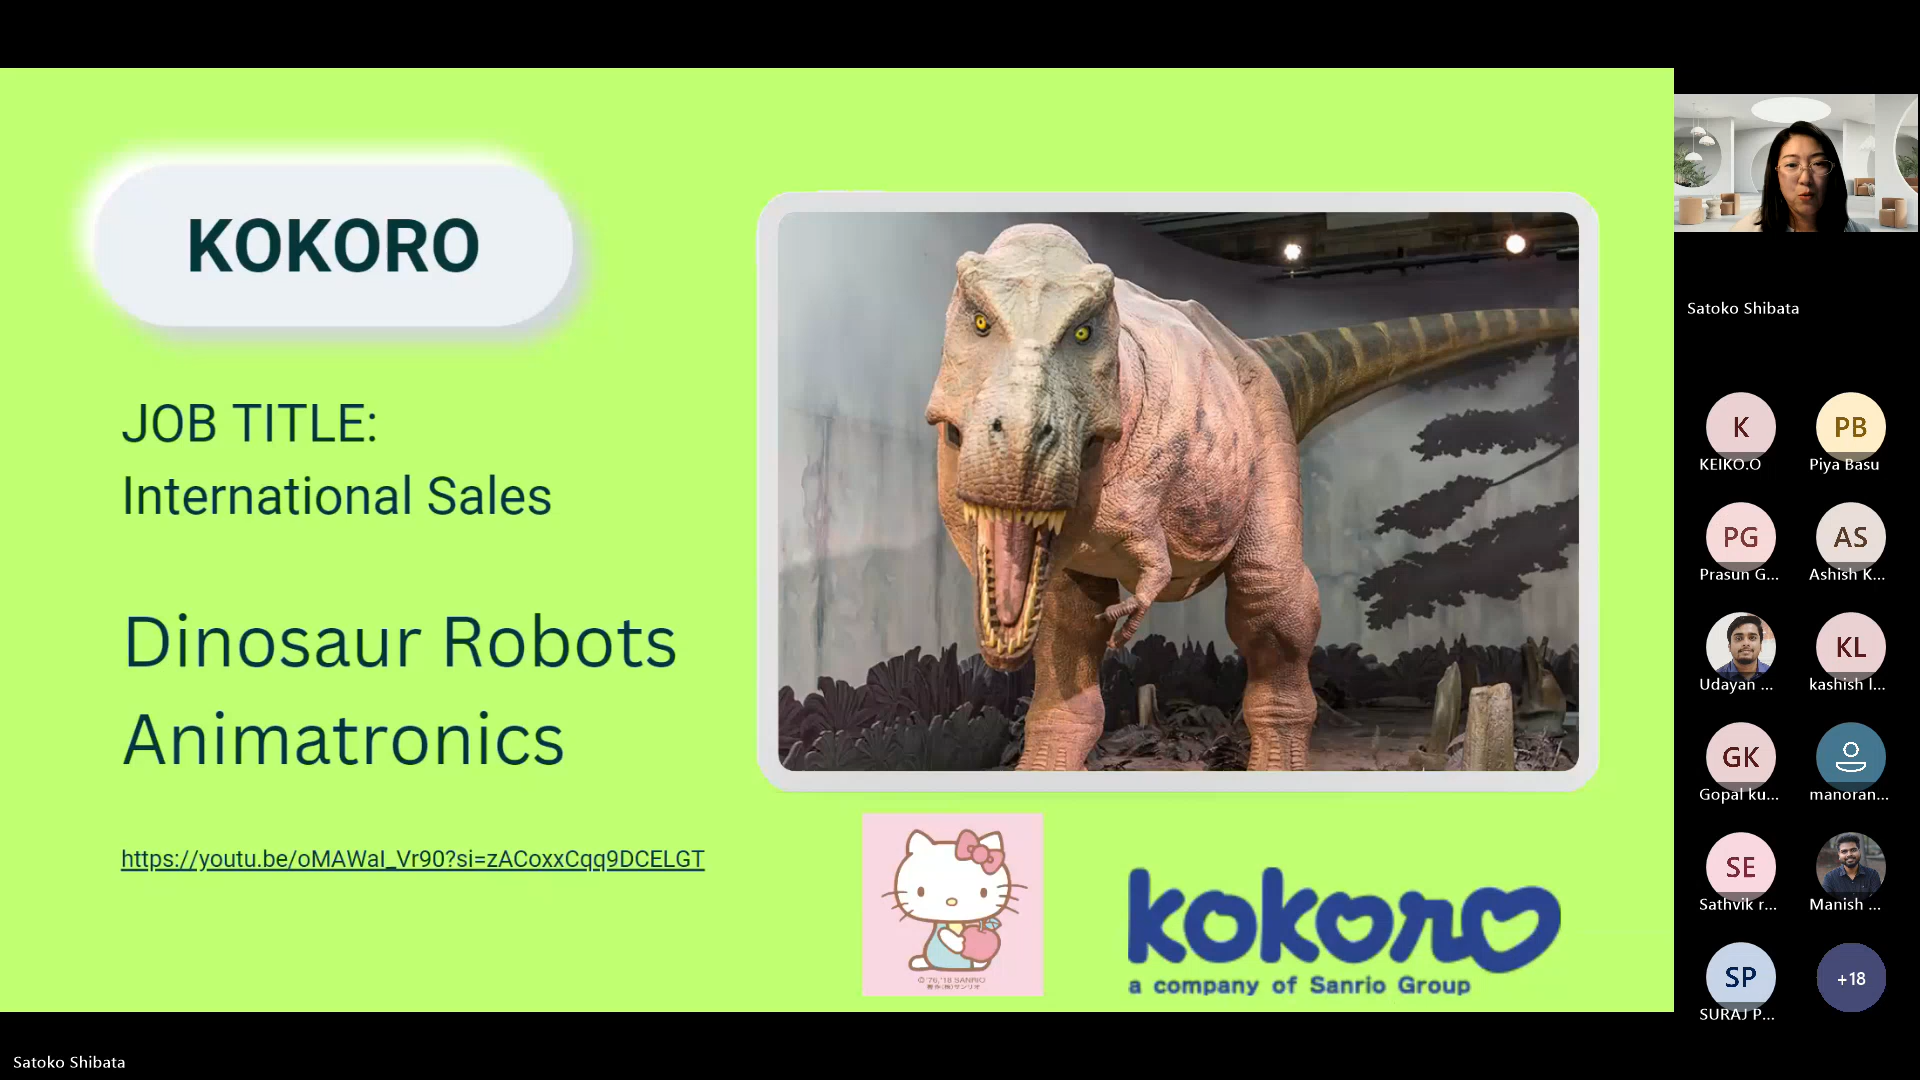 KOKORO
JOB TITLE:
International Sales
Dinosaur Robots
Animatronics
https://youtu.be/oMAWaI_Vr90?si=zACoxxCqq9DCELGT
© '76,'18 SANRIO
kokoro
a company of Sanrio Group
Satoko Shibata
K
KEIKO.O
PB
Piya Basu
PG
Prasun G...
AS
Ashish K...
Udayan ...
KL
kashish l...
GK
Gopal ku...
manoran...
SE
Sathvik r...
Manish ...
SP
SURAJ P...
+18
Satoko Shibata